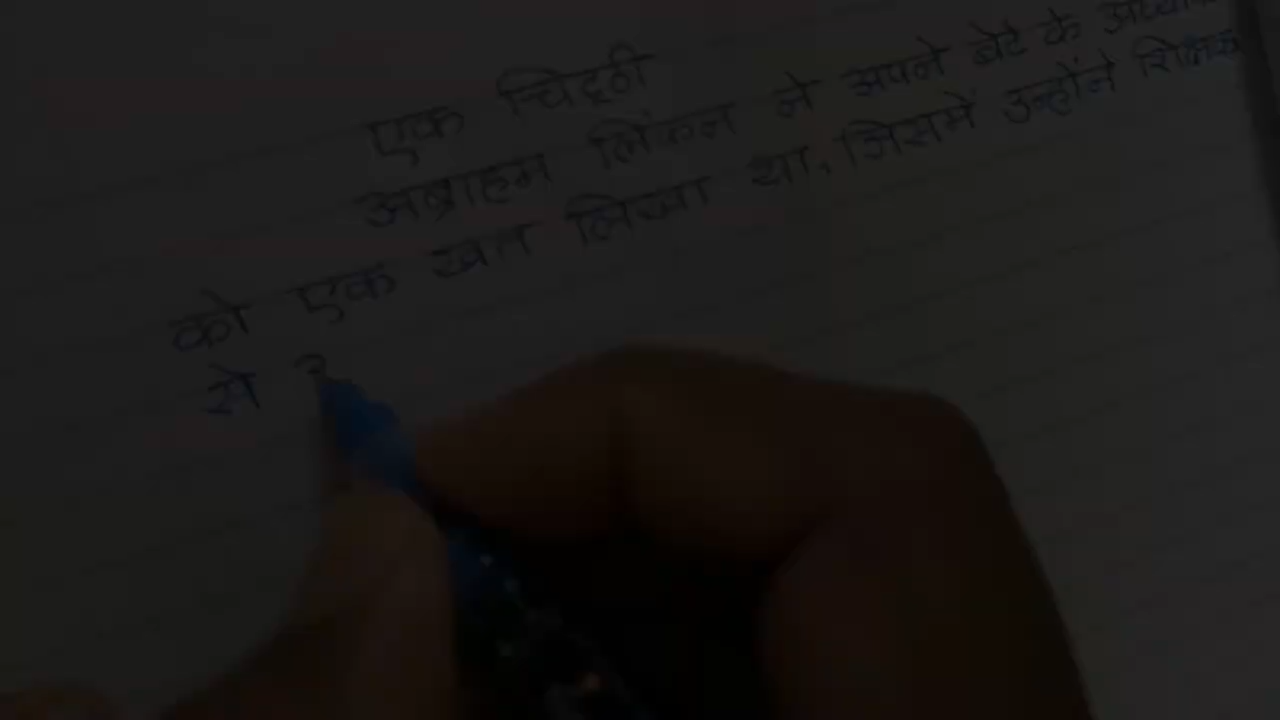 एक चिट्ठी
अब्राहम लिंकन ने अपने बेटे के
को एक खत लिखा था, जिसमें उन्होंने
से